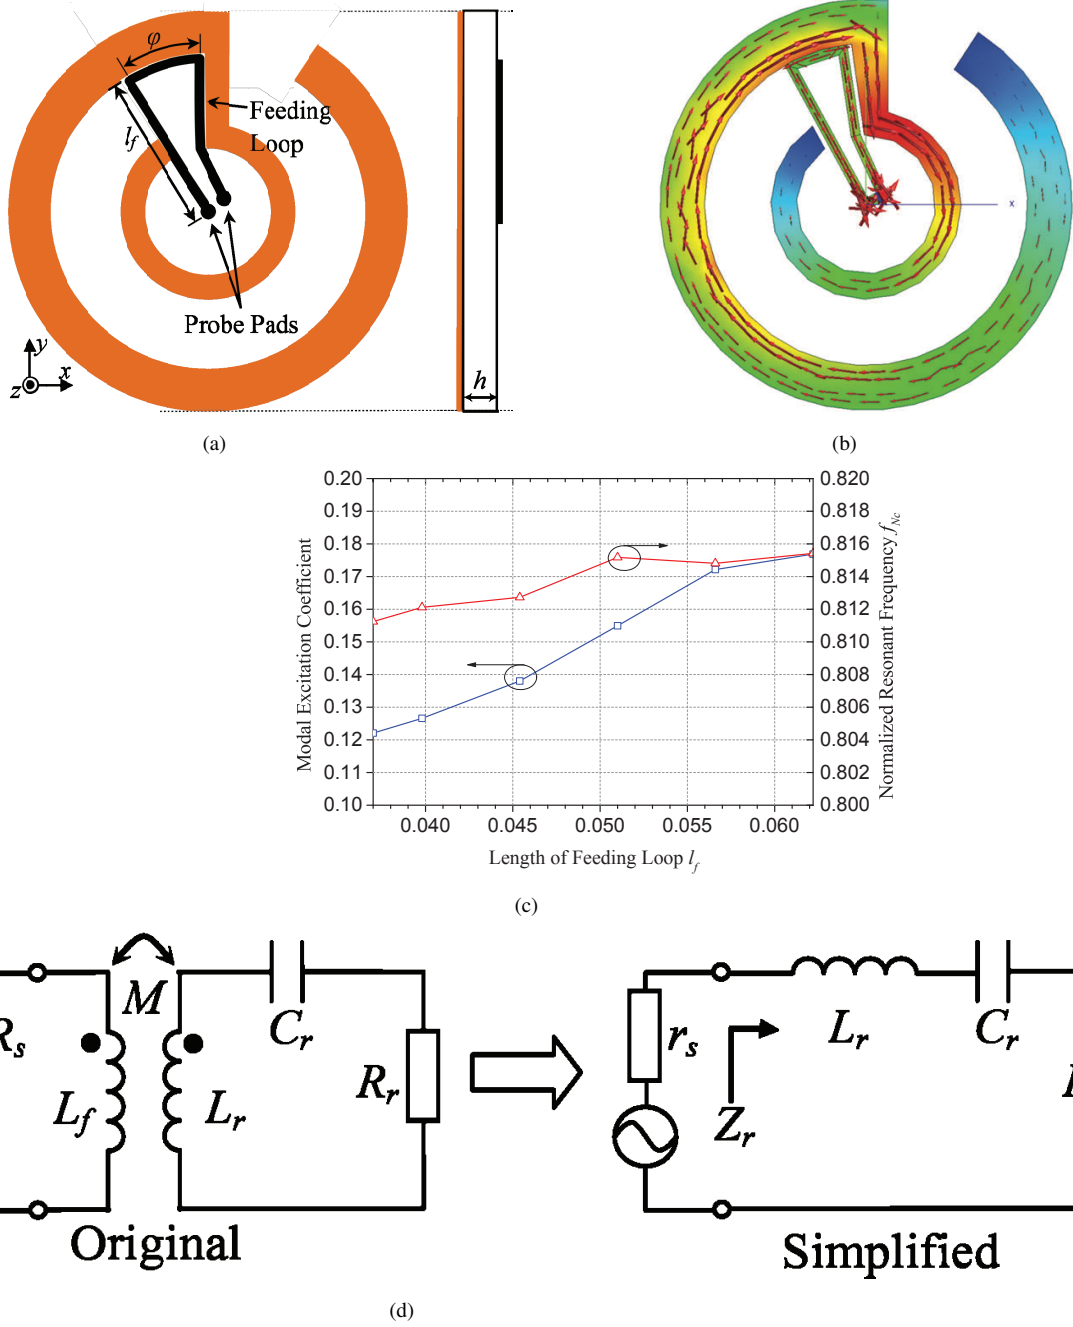 φ
l_f
Feeding
Loop
Probe Pads
y
x
z
h
(a)
x
(b)
0.20
0.19
0.18
0.17
0.16
0.15
0.14
0.13
0.12
0.11
0.10
Modal Excitation Coefficient
0.820
0.818
0.816
0.814
0.812
0.810
0.808
0.806
0.804
0.802
0.800
Normalized Resonant Frequency f_Nc
0.040 0.045 0.050 0.055 0.060
Length of Feeding Loop l_f
(c)
R_s
M
L_f
L_r
C_r
R_r
Original
r_s
Z_r
L_r
C_r
Simplified
(d)